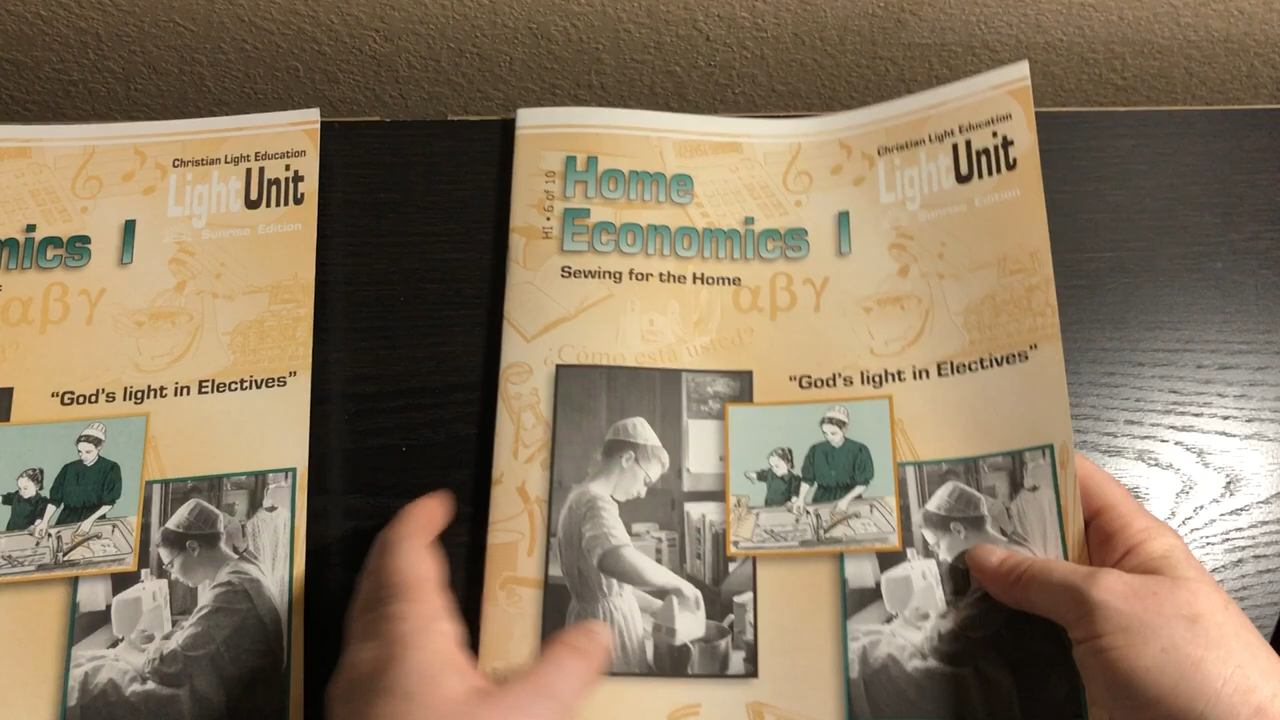 Christian Light Education
LightUnit
Sunrise Edition
mics I
αβγ
"God's light in Electives"
HI • 6 of 10
Home
Economics I
Christian Light Education
LightUnit
Sunrise Edition
Sewing for the Home
αβγ
¿Cómo está usted?
"God's light in Electives"